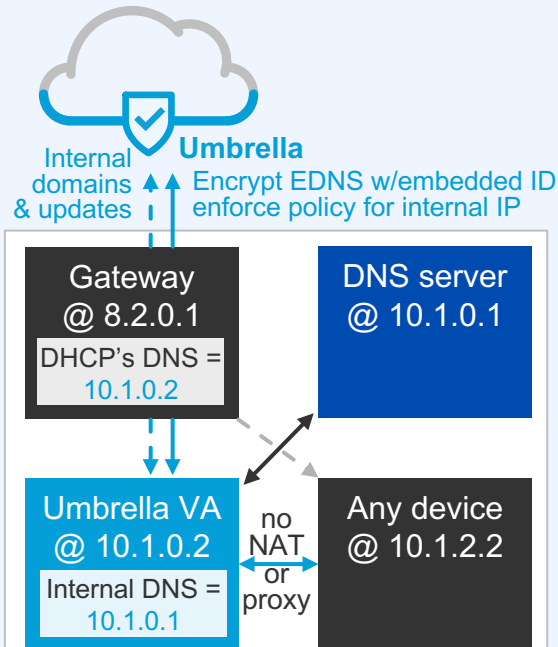 Umbrella
Internal
domains
& updates
Encrypt EDNS w/embedded ID
enforce policy for internal IP
Gateway
@ 8.2.0.1
DHCP's DNS =
10.1.0.2
DNS server
@ 10.1.0.1
Umbrella VA
@ 10.1.0.2
Internal DNS =
10.1.0.1
no
NAT
or
proxy
Any device
@ 10.1.2.2